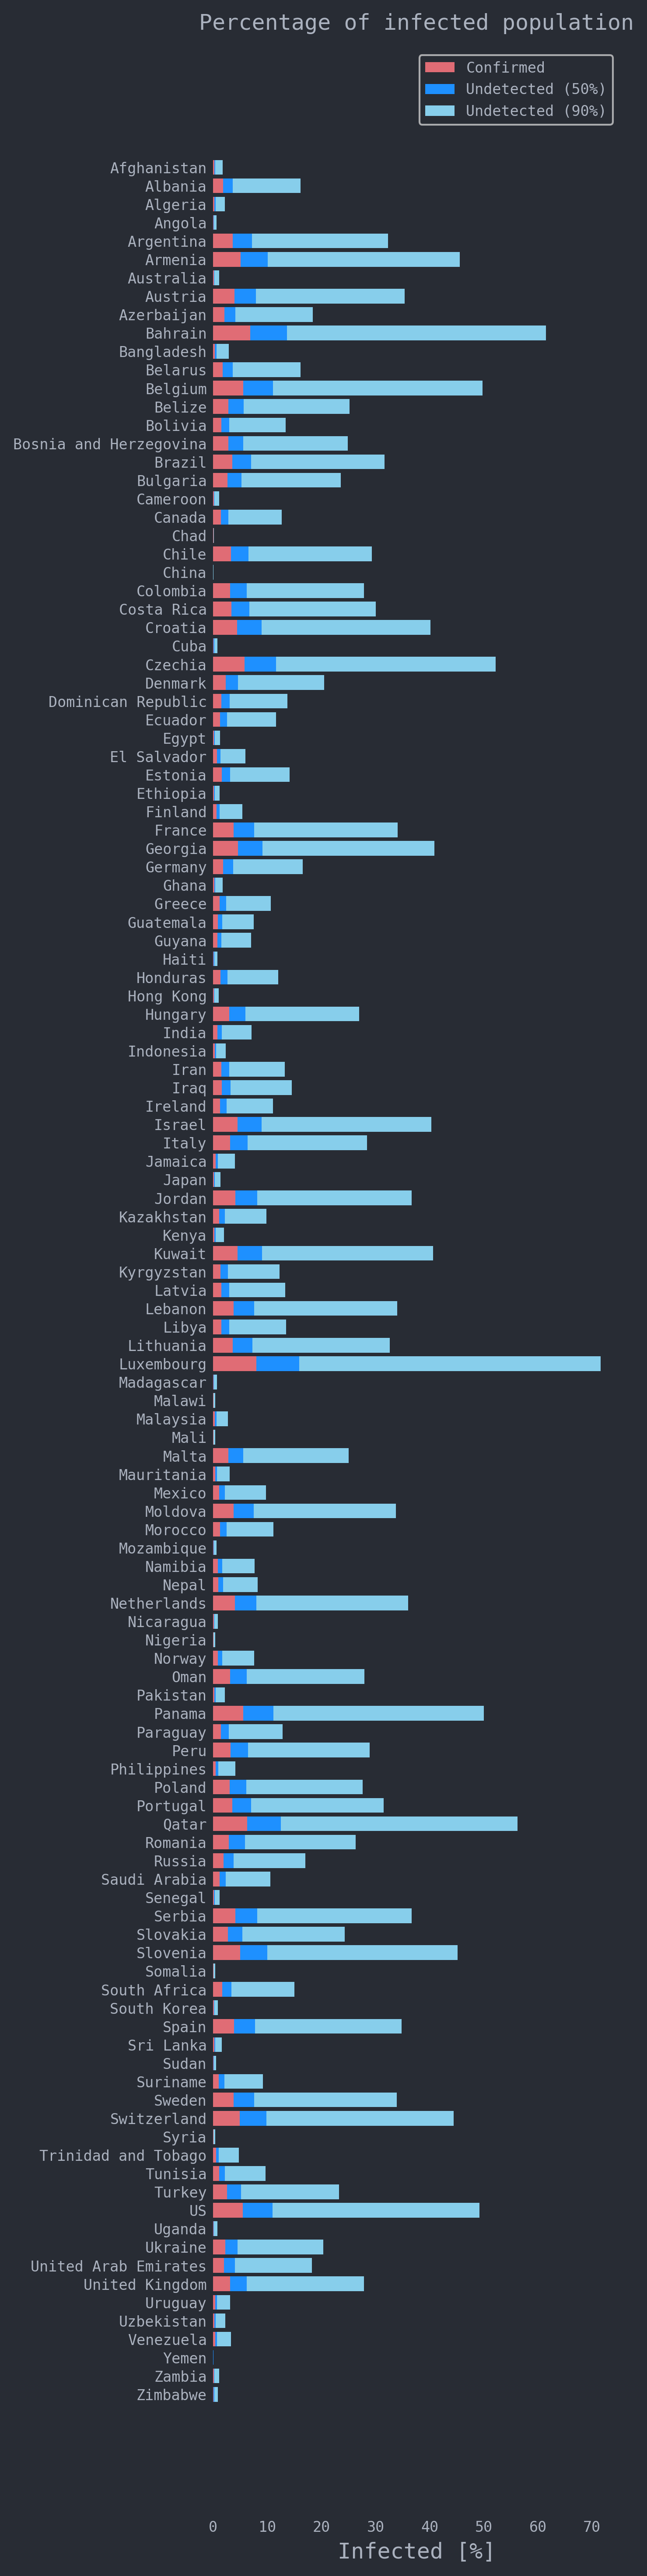 Percentage of infected population
Confirmed
Undetected (50%)
Undetected (90%)
Afghanistan
Albania
Algeria
Angola
Argentina
Armenia
Australia
Austria
Azerbaijan
Bahrain
Bangladesh
Belarus
Belgium
Belize
Bolivia
Bosnia and Herzegovina
Brazil
Bulgaria
Cameroon
Canada
Chad
Chile
China
Colombia
Costa Rica
Croatia
Cuba
Czechia
Denmark
Dominican Republic
Ecuador
Egypt
El Salvador
Estonia
Ethiopia
Finland
France
Georgia
Germany
Ghana
Greece
Guatemala
Guyana
Haiti
Honduras
Hong Kong
Hungary
India
Indonesia
Iran
Iraq
Ireland
Israel
Italy
Jamaica
Japan
Jordan
Kazakhstan
Kenya
Kuwait
Kyrgyzstan
Latvia
Lebanon
Libya
Lithuania
Luxembourg
Madagascar
Malawi
Malaysia
Mali
Malta
Mauritania
Mexico
Moldova
Morocco
Mozambique
Namibia
Nepal
Netherlands
Nicaragua
Nigeria
Norway
Oman
Pakistan
Panama
Paraguay
Peru
Philippines
Poland
Portugal
Qatar
Romania
Russia
Saudi Arabia
Senegal
Serbia
Slovakia
Slovenia
Somalia
South Africa
South Korea
Spain
Sri Lanka
Sudan
Suriname
Sweden
Switzerland
Syria
Trinidad and Tobago
Tunisia
Turkey
US
Uganda
Ukraine
United Arab Emirates
United Kingdom
Uruguay
Uzbekistan
Venezuela
Yemen
Zambia
Zimbabwe
0 10 20 30 40 50 60 70
Infected [%]